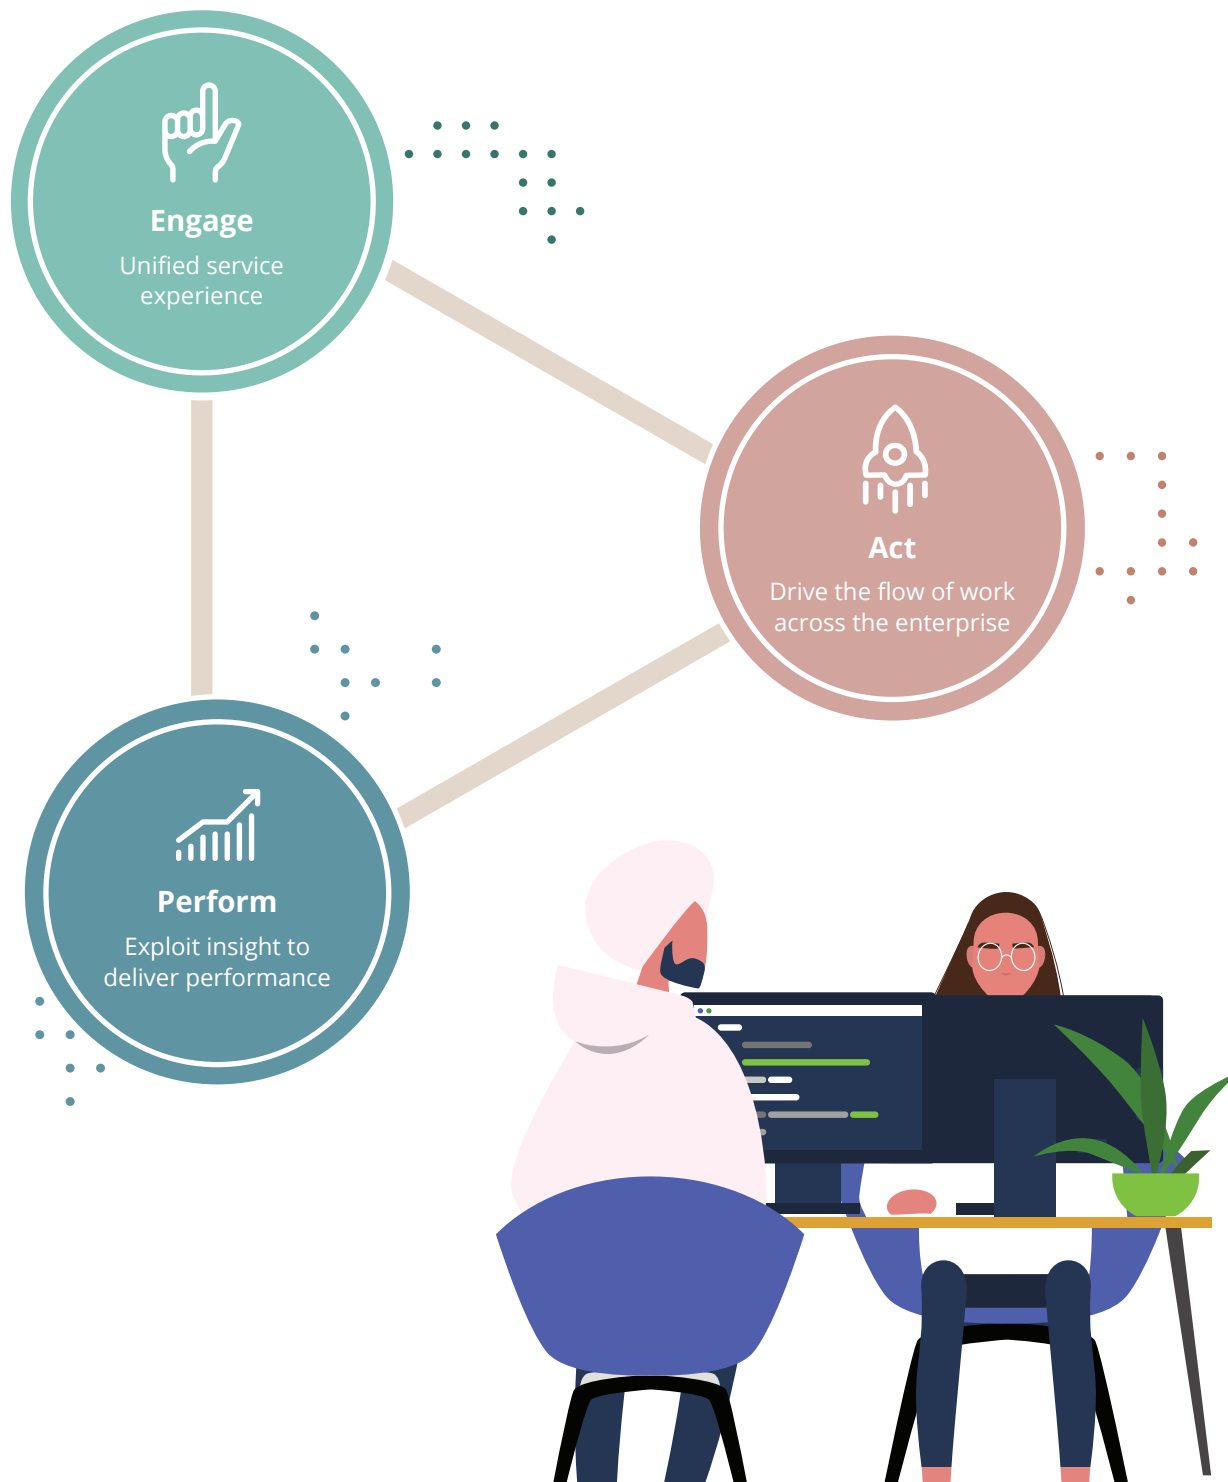 Engage
Unified service
experience
Act
Drive the flow of work
across the enterprise
Perform
Exploit insight to
deliver performance